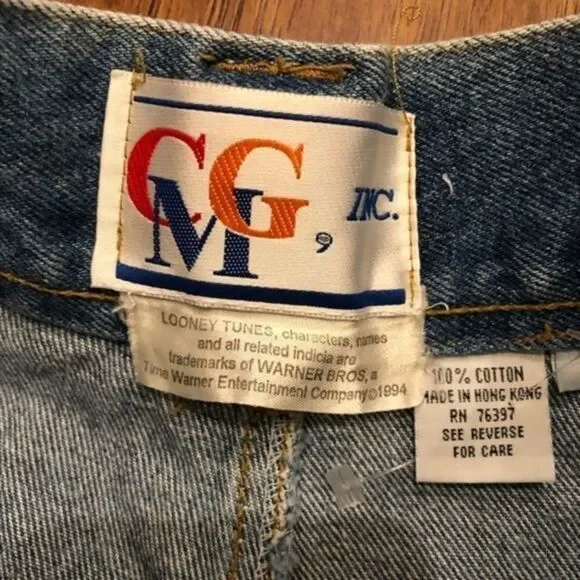 CMG, INC.
LOONEY TUNES, characters, names
and all related indicia are
trademarks of WARNER BROS, a
Time Warner Entertainment Company©1994
100% COTTON
MADE IN HONG KONG
RN 76397
SEE REVERSE
FOR CARE